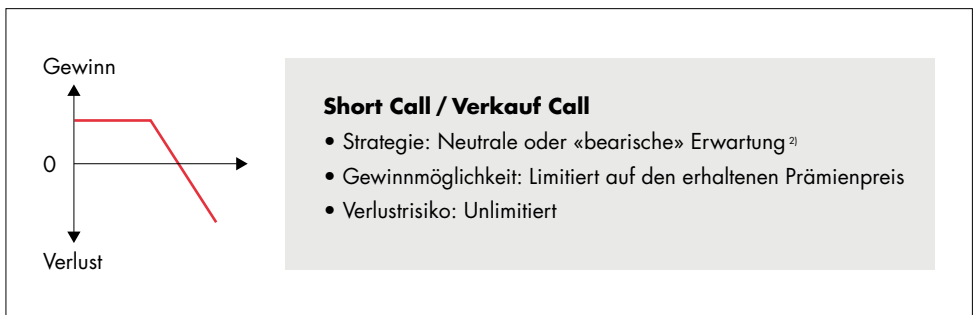 Gewinn
0
Verlust
Short Call / Verkauf Call
• Strategie: Neutrale oder «bearische» Erwartung 2)
• Gewinnmöglichkeit: Limitiert auf den erhaltenen Prämienpreis
• Verlustrisiko: Unlimitiert